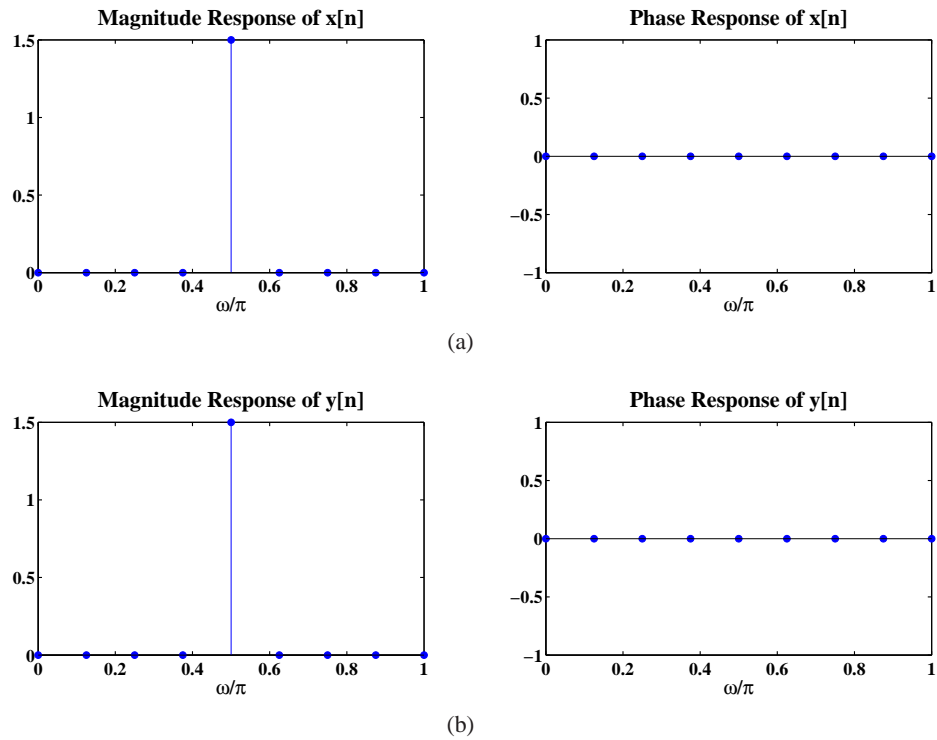 Magnitude Response of x[n]
1.5
1
0.5
0
0 0.2 0.4 0.6 0.8 1
ω/π
Phase Response of x[n]
1
0.5
0
−0.5
−1
0 0.2 0.4 0.6 0.8 1
ω/π
(a)
Magnitude Response of y[n]
1.5
1
0.5
0
0 0.2 0.4 0.6 0.8 1
ω/π
Phase Response of y[n]
1
0.5
0
−0.5
−1
0 0.2 0.4 0.6 0.8 1
ω/π
(b)